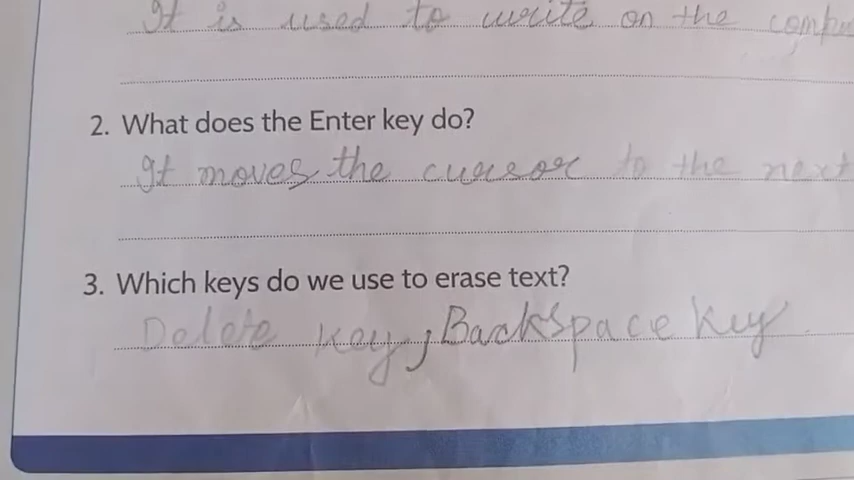 It is used to write on the
2. What does the Enter key do?
It moves the cursor to the next
3. Which keys do we use to erase text?
Delete key, Backspace key